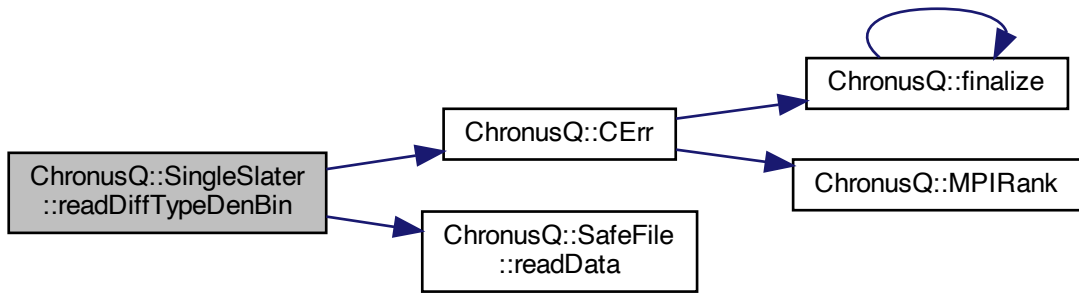 ChronusQ::SingleSlater
::readDiffTypeDenBin
ChronusQ::CErr
ChronusQ::finalize
ChronusQ::MPIRank
ChronusQ::SafeFile
::readData